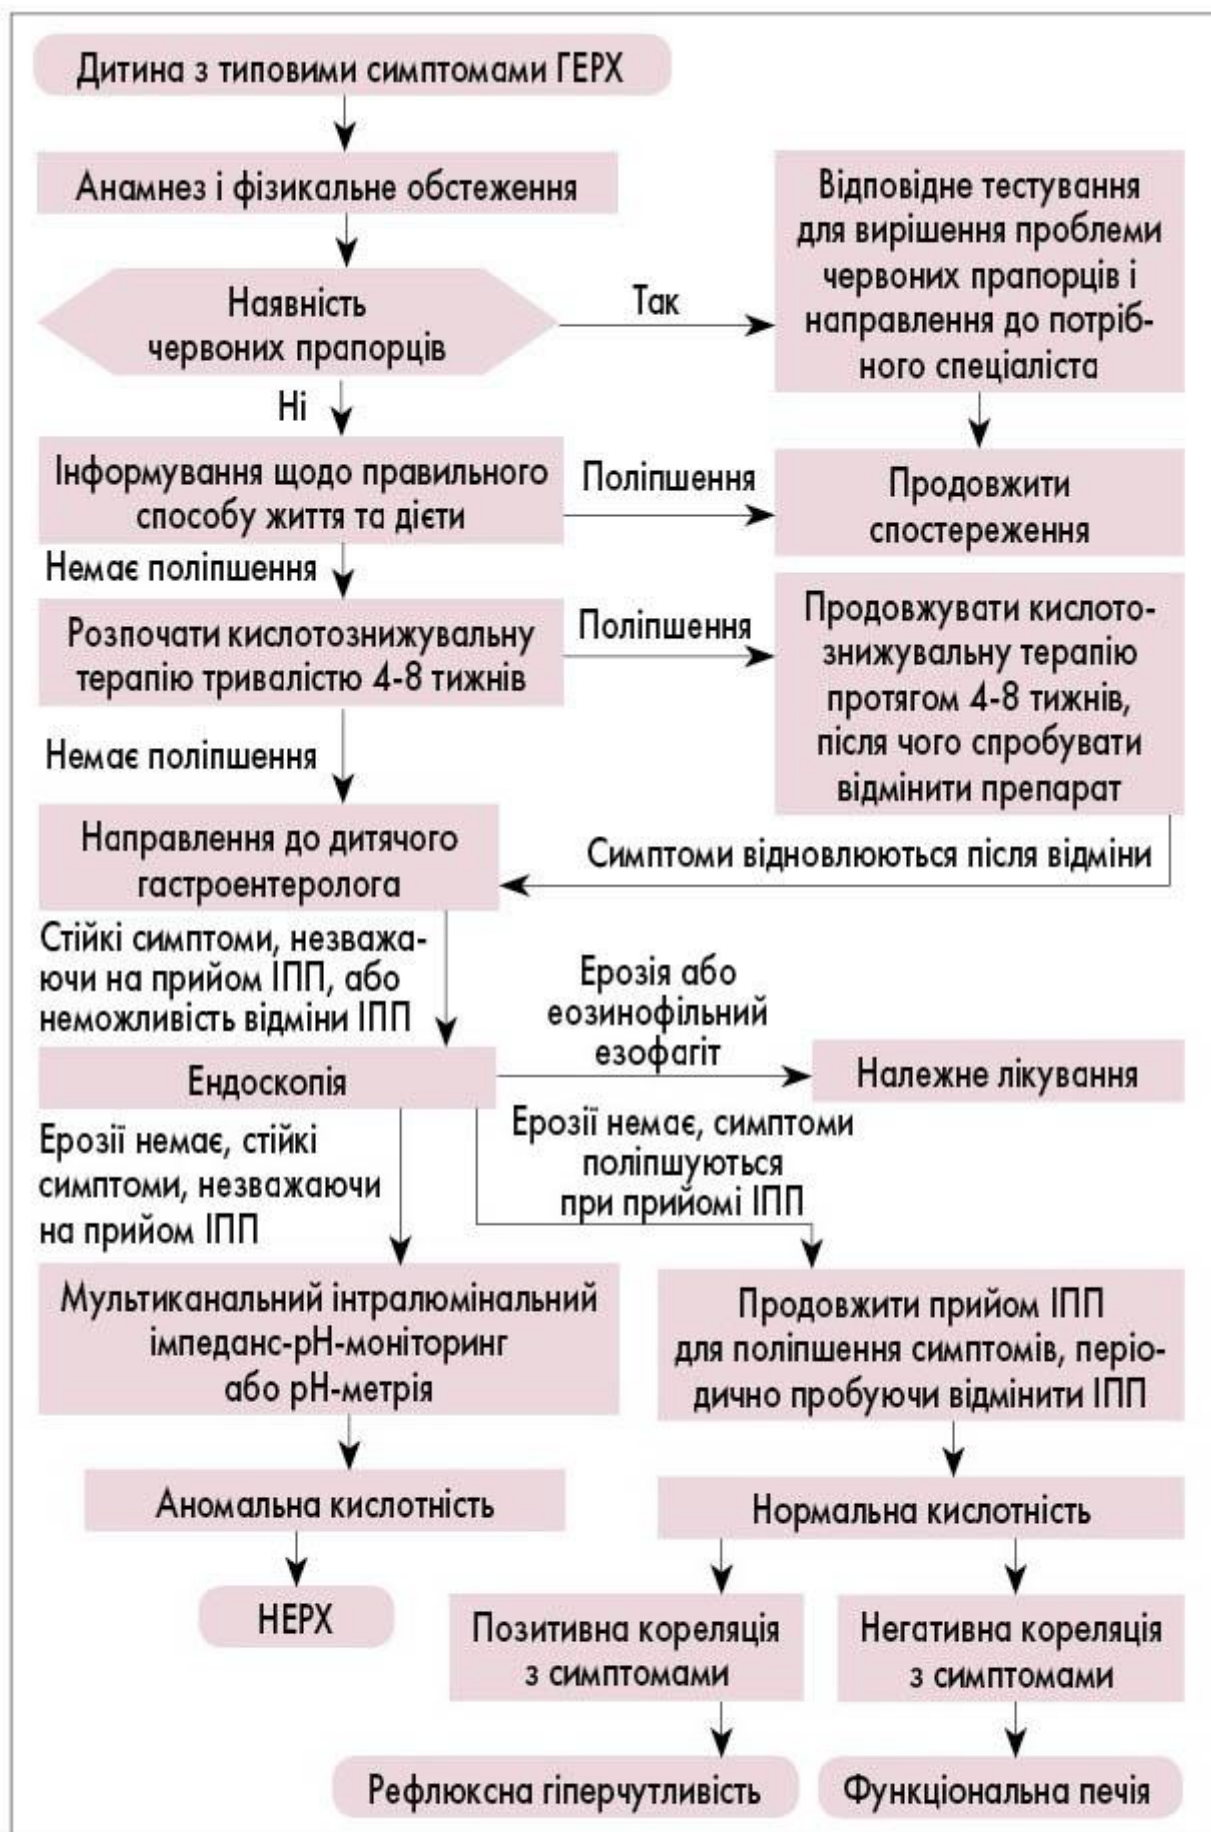 Дитина з типовими симптомами ГЕРХ
Анамнез і фізикальне обстеження
Відповідне тестування
для вирішення проблеми
червоних прапорців і
направлення до потріб-
ного спеціаліста
Наявність
червоних прапорців
Так
Ні
Інформування щодо правильного
способу життя та дієти
Поліпшення
Продовжити
спостереження
Немає поліпшення
Розпочати кислотознижувальну
терапію тривалістю 4-8 тижнів
Поліпшення
Продовжувати кислото-
знижувальну терапію
протягом 4-8 тижнів,
після чого спробувати
відмінити препарат
Немає поліпшення
Направлення до дитячого
гастроентеролога
Симптоми відновлюються після відміни
Стійкі симптоми, незважа-
ючи на прийом ІПП, або
неможливість відміни ІПП
Ерозія або
еозинофільний
езофагіт
Ендоскопія
Належне лікування
Ерозії немає, стійкі
симптоми, незважаючи
на прийом ІПП
Ерозії немає, симптоми
поліпшуються
при прийомі ІПП
Мультиканальний інтралюмінальний
імпеданс-рН-моніторинг
або рН-метрія
Продовжити прийом ІПП
для поліпшення симптомів, періо-
дично пробуючи відмінити ІПП
Аномальна кислотність
Нормальна кислотність
НЕРХ
Позитивна кореляція
з симптомами
Негативна кореляція
з симптомами
Рефлюксна гіперчутливість
Функціональна печія